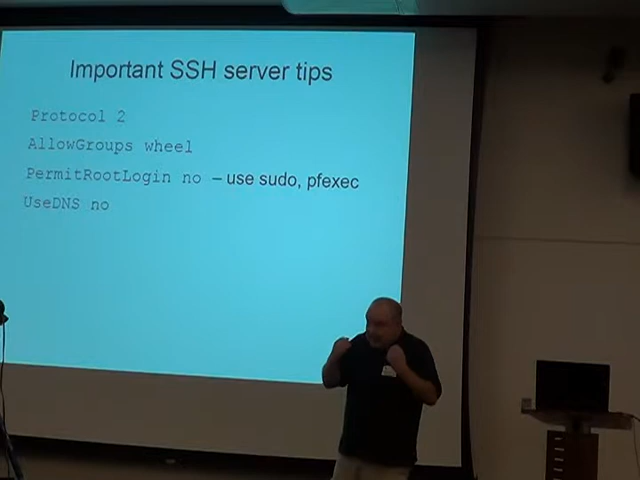 Important SSH server tips
Protocol 2
AllowGroups wheel
PermitRootLogin no – use sudo, pfexec
UseDNS no